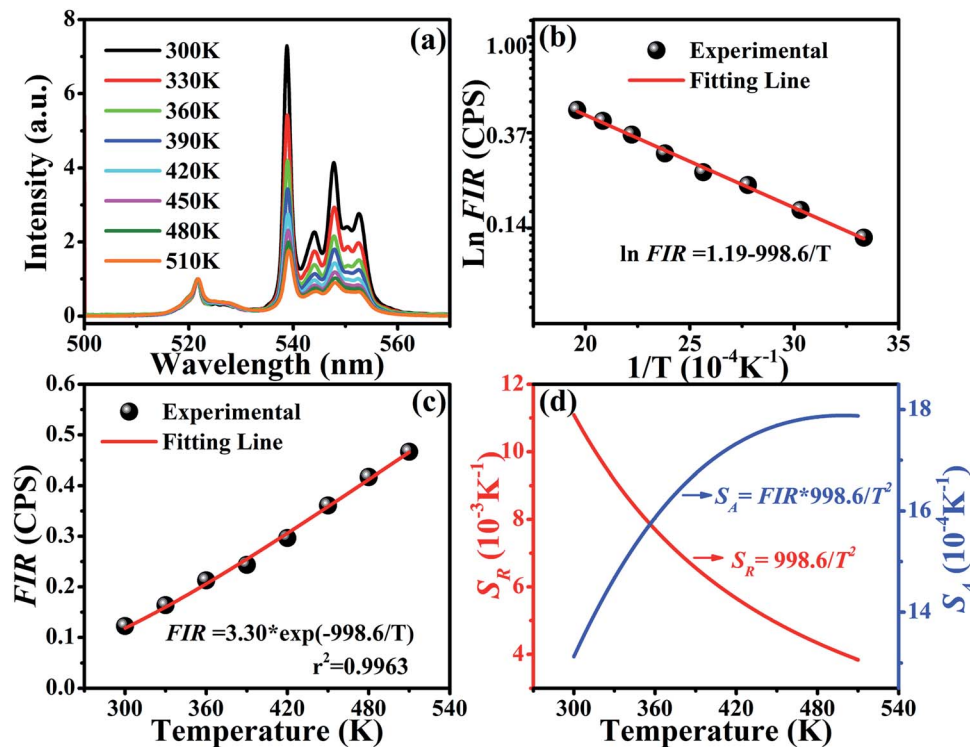 (a)
8
6
4
2
0
Intensity (a.u.)
300K
330K
360K
390K
420K
450K
480K
510K
500 520 540 560
Wavelength (nm)
(b)
1.00
0.37
0.14
Ln FIR (CPS)
Experimental
Fitting Line
ln FIR =1.19-998.6/T
20 25 30 35
1/T (10⁻⁴K⁻¹)
(c)
0.6
0.5
0.4
0.3
0.2
0.1
0.0
FIR (CPS)
Experimental
Fitting Line
FIR =3.30*exp(-998.6/T)
r²=0.9963
300 360 420 480 540
Temperature (K)
(d)
12
10
8
6
4
S_R (10⁻³K⁻¹)
S_A= FIR*998.6/T²
S_R= 998.6/T²
18
16
14
S_A (10⁻⁴K⁻¹)
300 360 420 480 540
Temperature (K)